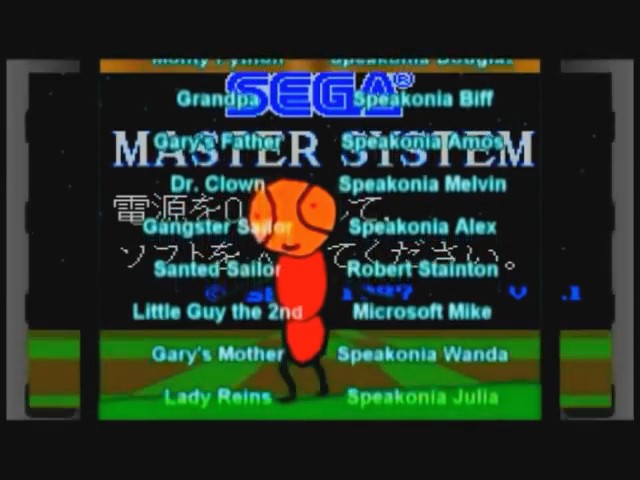 Monty Python Speakonia Douglas
SEGA®
Grandpa Speakonia Biff
MASTER SYSTEM
Gary's Father Speakonia Amos
Dr. Clown Speakonia Melvin
電源を て、
Gangster Sailor Speakonia Alex
ソフトを てください。
Santed Sailor Robert Stainton
©
Little Guy the 2nd Microsoft Mike
Gary's Mother Speakonia Wanda
Lady Reins Speakonia Julia